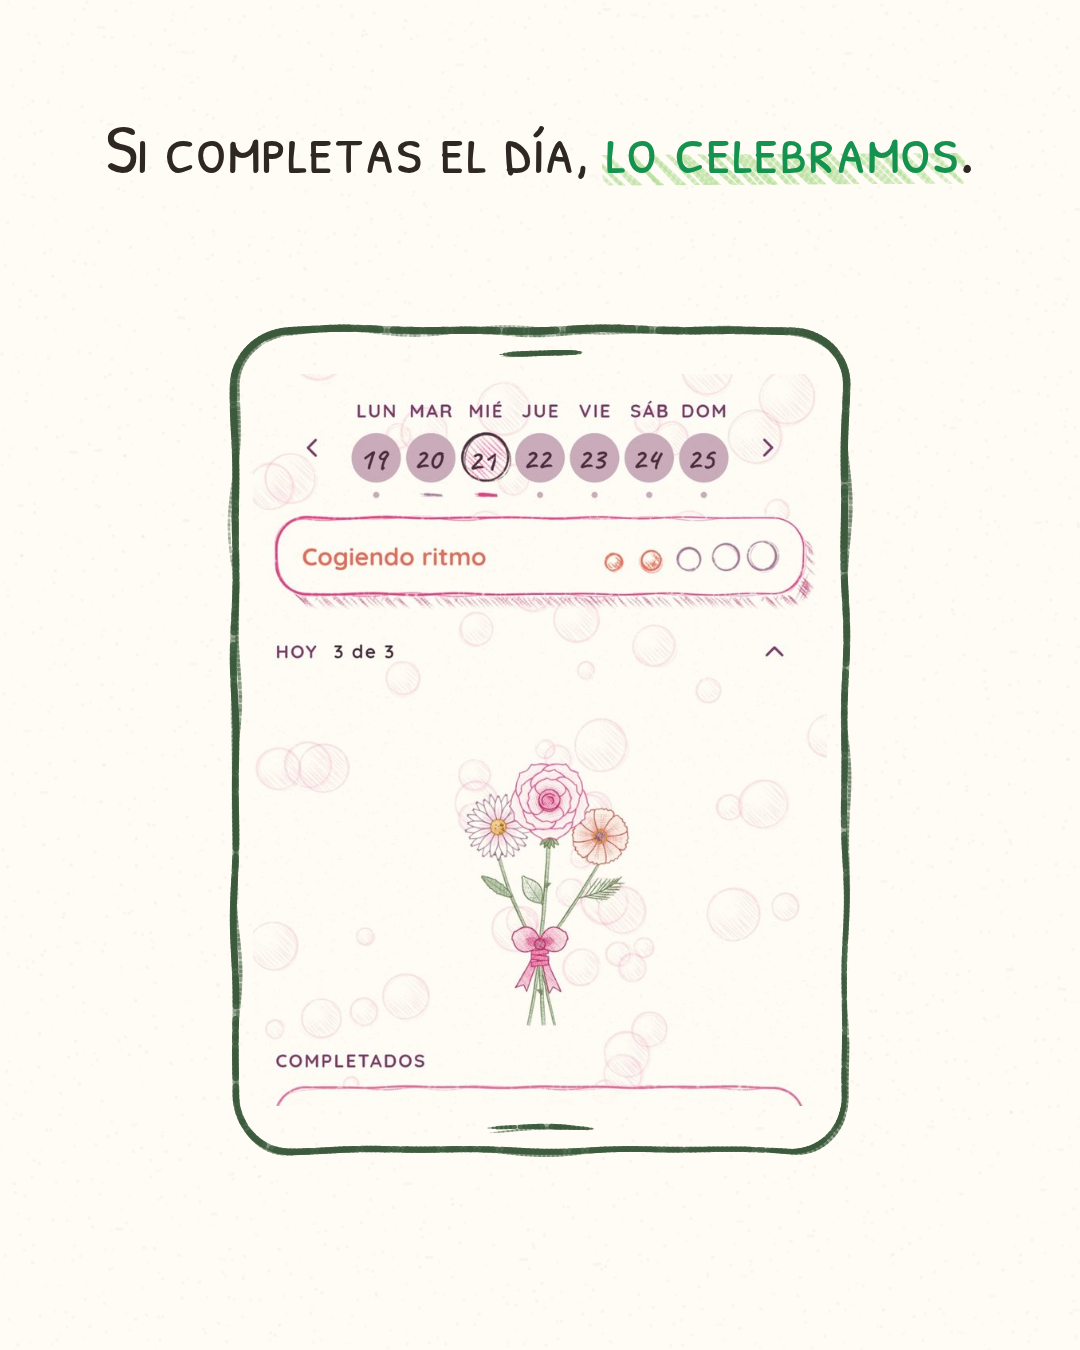 Si completas el día, lo celebramos.
LUN MAR MIÉ JUE VIE SÁB DOM
19 20 21 22 23 24 25
Cogiendo ritmo
HOY 3 de 3
COMPLETADOS